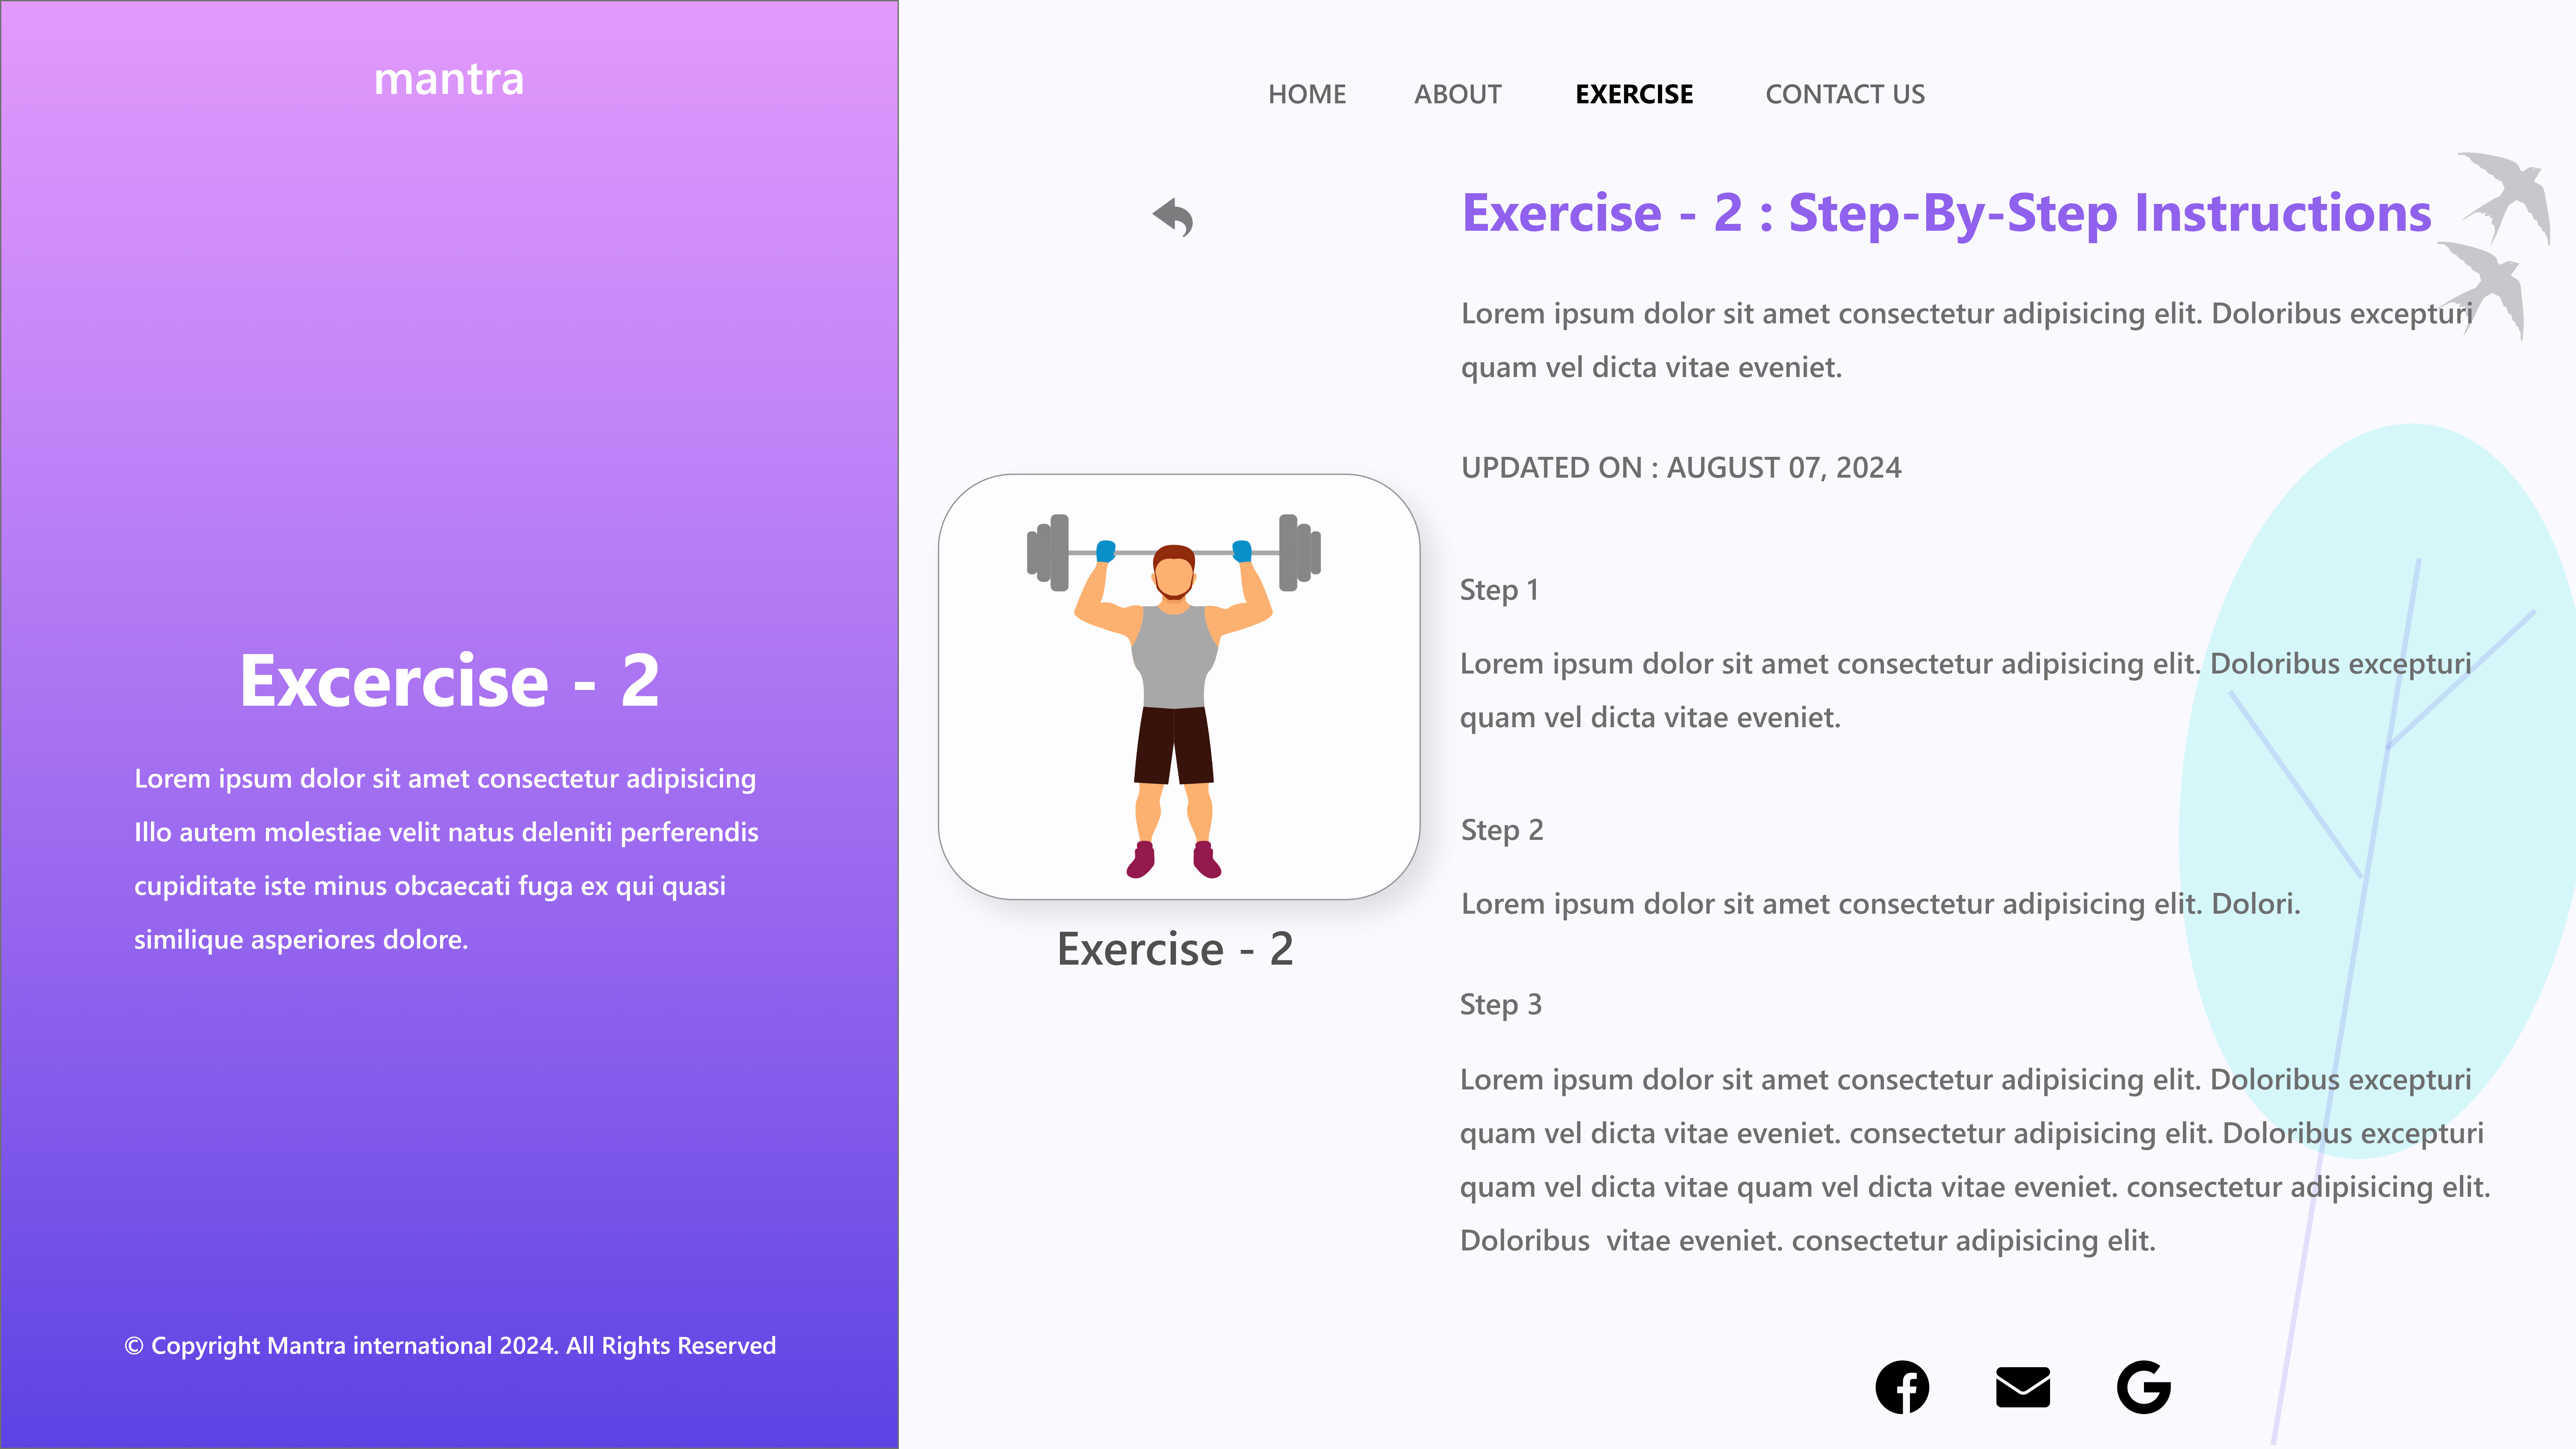 mantra
Excercise - 2
Lorem ipsum dolor sit amet consectetur adipisicing
Illo autem molestiae velit natus deleniti perferendis
cupiditate iste minus obcaecati fuga ex qui quasi
similique asperiores dolore.
© Copyright Mantra international 2024. All Rights Reserved
HOME ABOUT EXERCISE CONTACT US
Exercise - 2
Exercise - 2 : Step-By-Step Instructions
Lorem ipsum dolor sit amet consectetur adipisicing elit. Doloribus excepturi
quam vel dicta vitae eveniet.
UPDATED ON : AUGUST 07, 2024
Step 1
Lorem ipsum dolor sit amet consectetur adipisicing elit. Doloribus excepturi
quam vel dicta vitae eveniet.
Step 2
Lorem ipsum dolor sit amet consectetur adipisicing elit. Dolori.
Step 3
Lorem ipsum dolor sit amet consectetur adipisicing elit. Doloribus excepturi
quam vel dicta vitae eveniet. consectetur adipisicing elit. Doloribus excepturi
quam vel dicta vitae quam vel dicta vitae eveniet. consectetur adipisicing elit.
Doloribus  vitae eveniet. consectetur adipisicing elit.